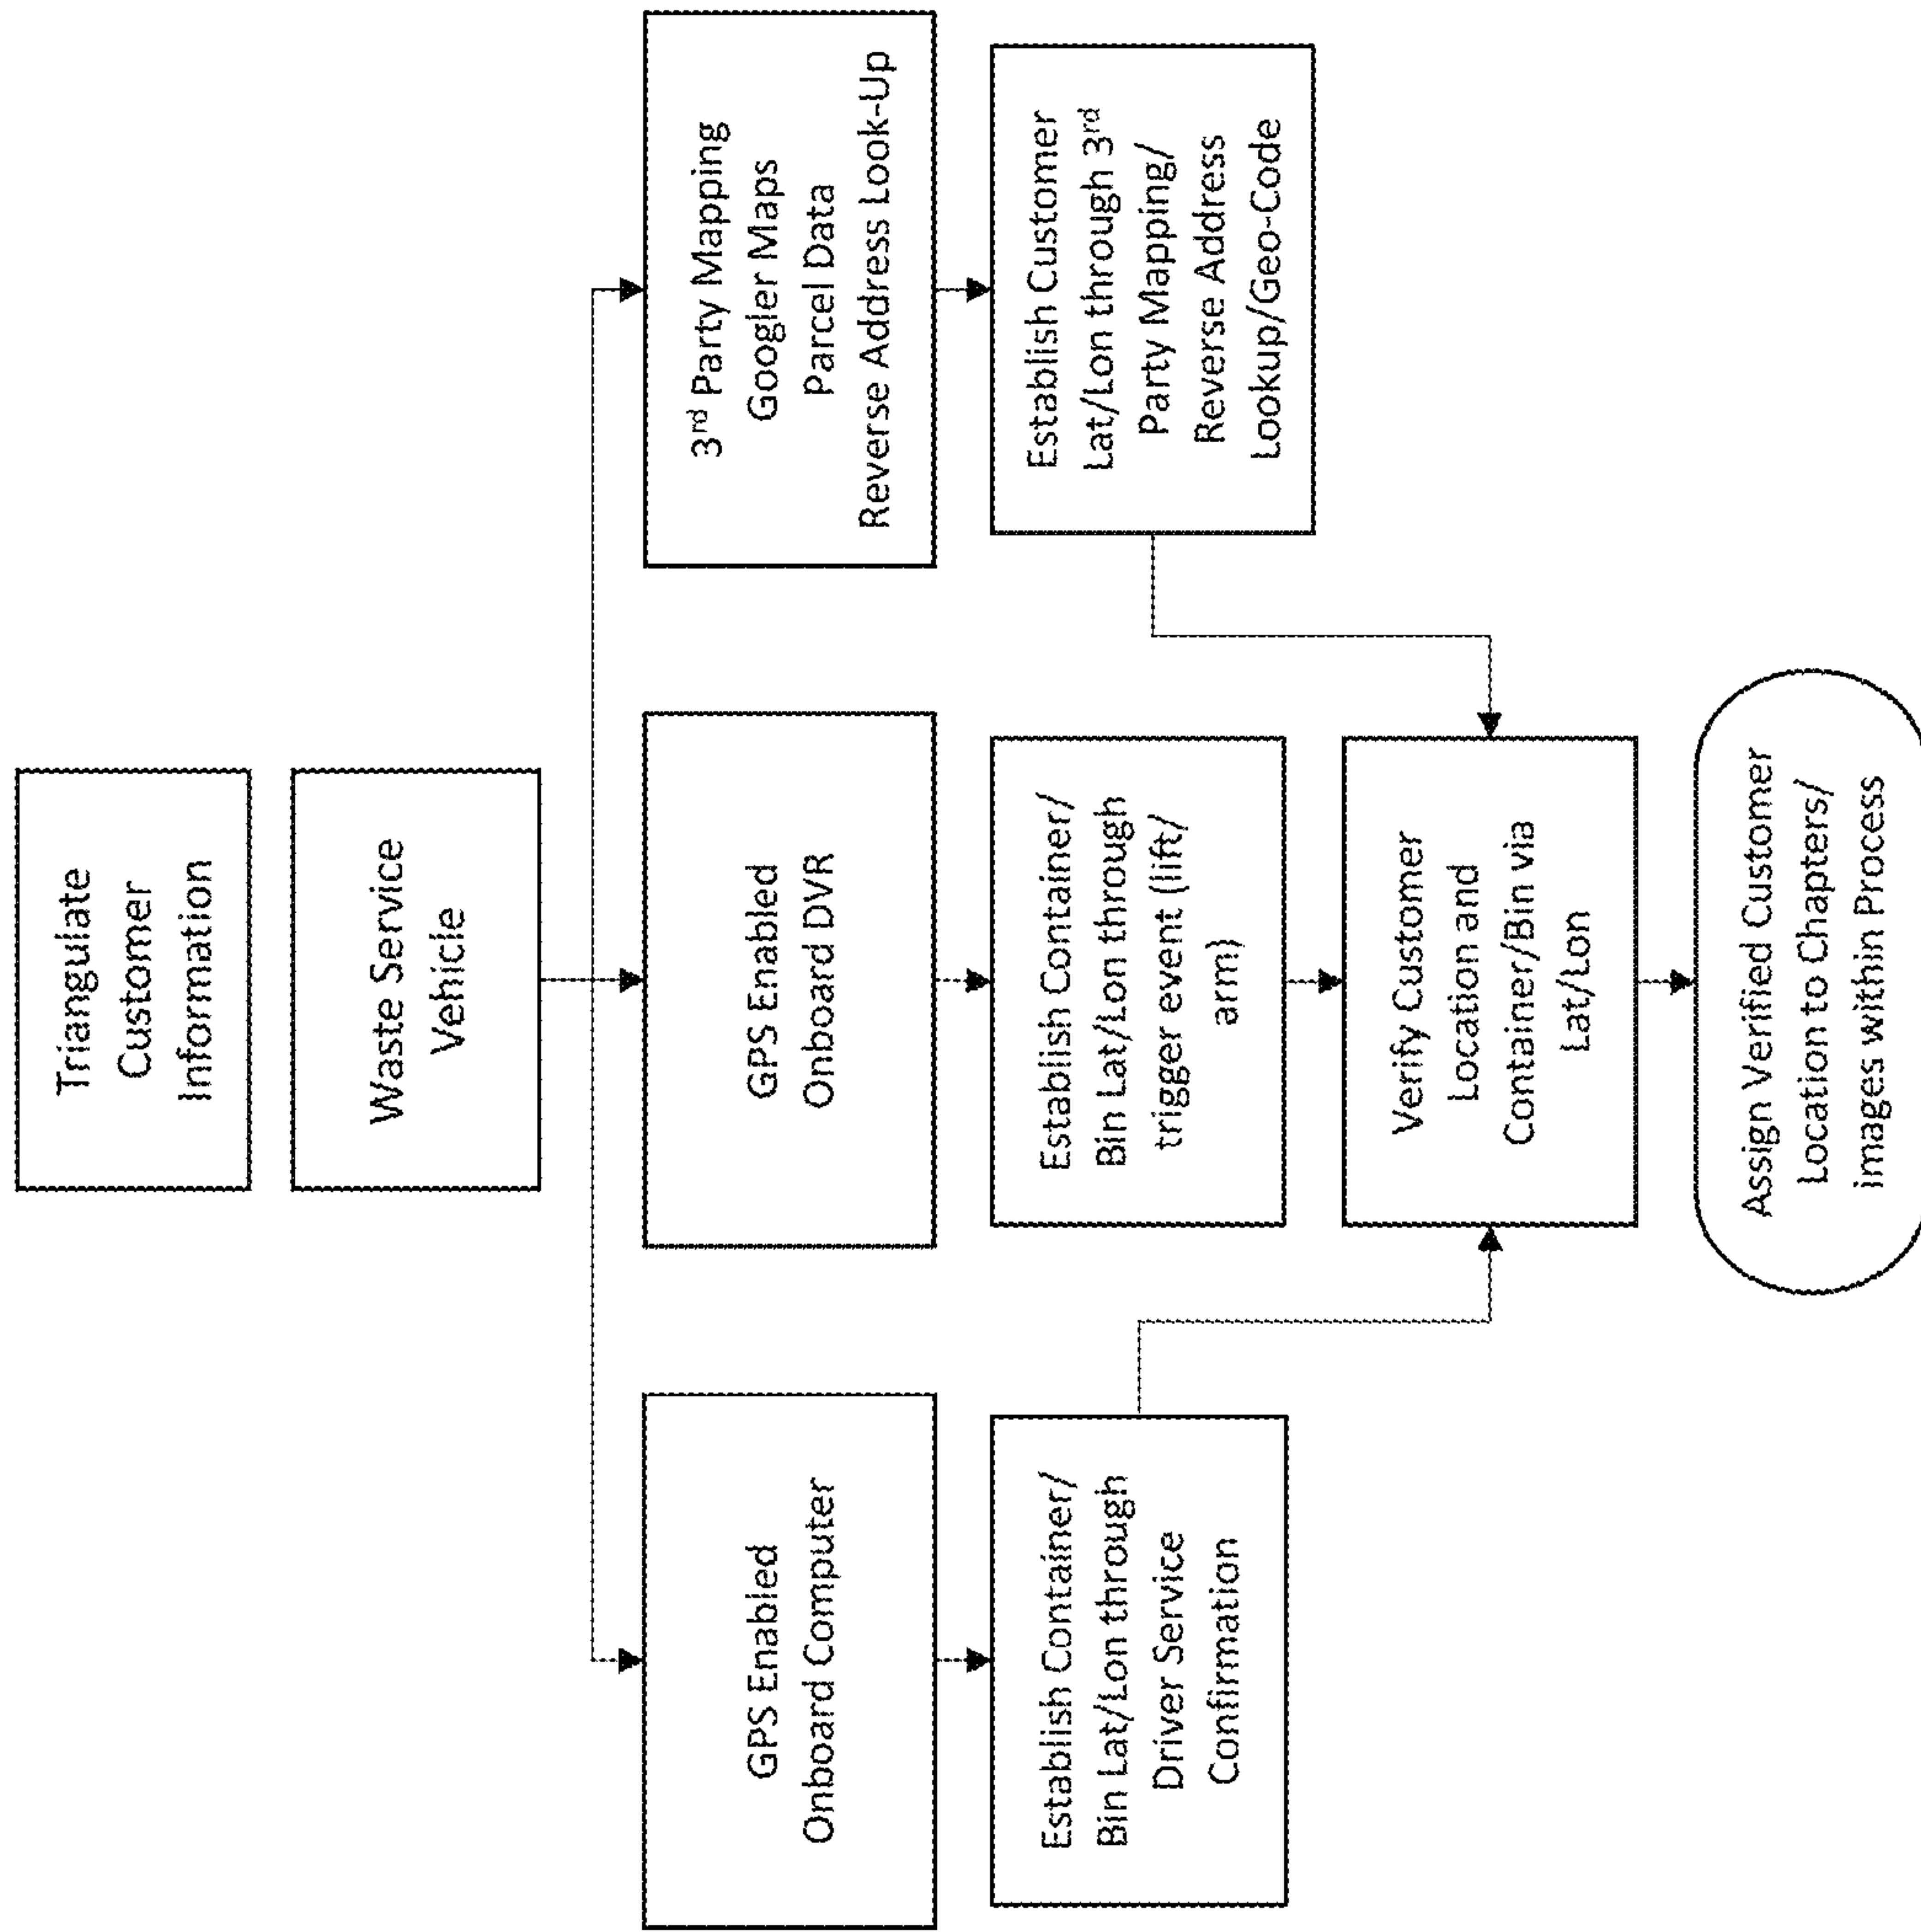 Triangulate
Customer
Information
Waste Service
Vehicle
GPS Enabled
Onboard Computer
GPS Enabled
Onboard DVR
3rd Party Mapping
Googler Maps
Parcel Data
Reverse Address Look-Up
Establish Container/
Bin Lat/Lon through
Driver Service
Confirmation
Establish Container/
Bin Lat/Lon through
trigger event (lift/
arm)
Establish Customer
Lat/Lon through 3rd
Party Mapping/
Reverse Address
Lookup/Geo-Code
Verify Customer
Location and
Container/Bin via
Lat/Lon
Assign Verified Customer
Location to Chapters/
images within Process